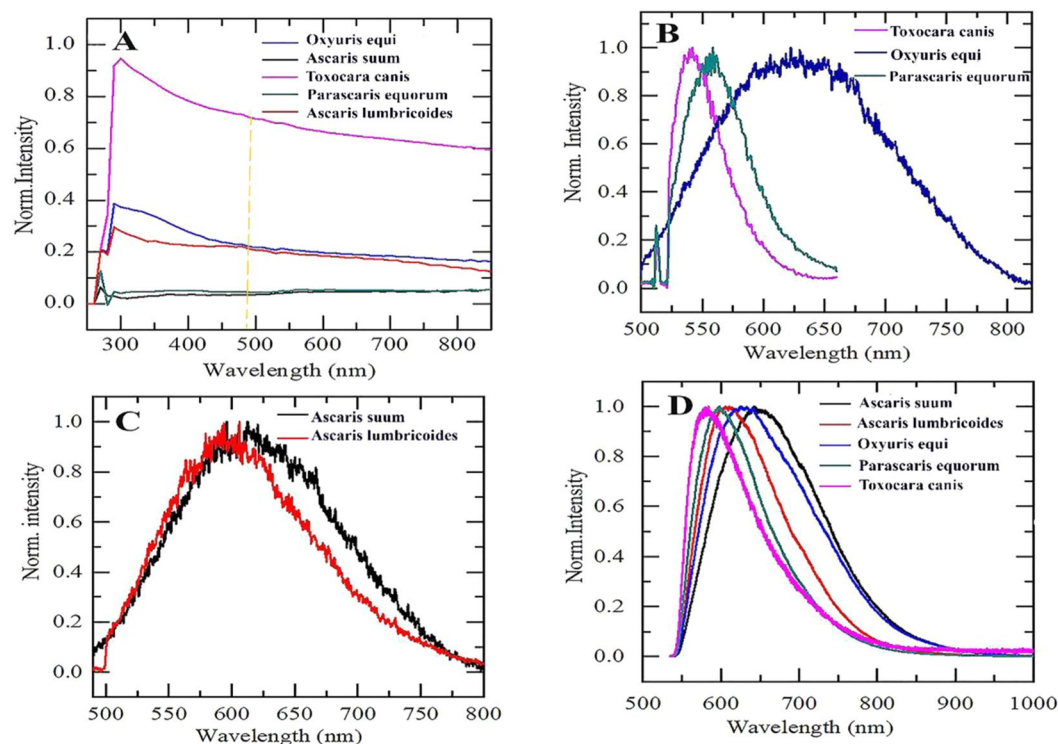 A
Oxyuris equi
Ascaris suum
Toxocara canis
Parascaris equorum
Ascaris lumbricoides
Norm.Intensity
1.0
0.8
0.6
0.4
0.2
0.0
300 400 500 600 700 800
Wavelength (nm)
B
Toxocara canis
Oxyuris equi
Parascaris equorum
Norm. Intensity
1.0
0.8
0.6
0.4
0.2
0.0
500 550 600 650 700 750 800
Wavelength (nm)
C
Ascaris suum
Ascaris lumbricoides
Norm. intensity
1.0
0.8
0.6
0.4
0.2
0.0
500 550 600 650 700 750 800
Wavelength (nm)
D
Ascaris suum
Ascaris lumbricoides
Oxyuris equi
Parascaris equorum
Toxocara canis
Norm.Intensity
1.0
0.8
0.6
0.4
0.2
0.0
500 600 700 800 900 1000
Wavelength (nm)